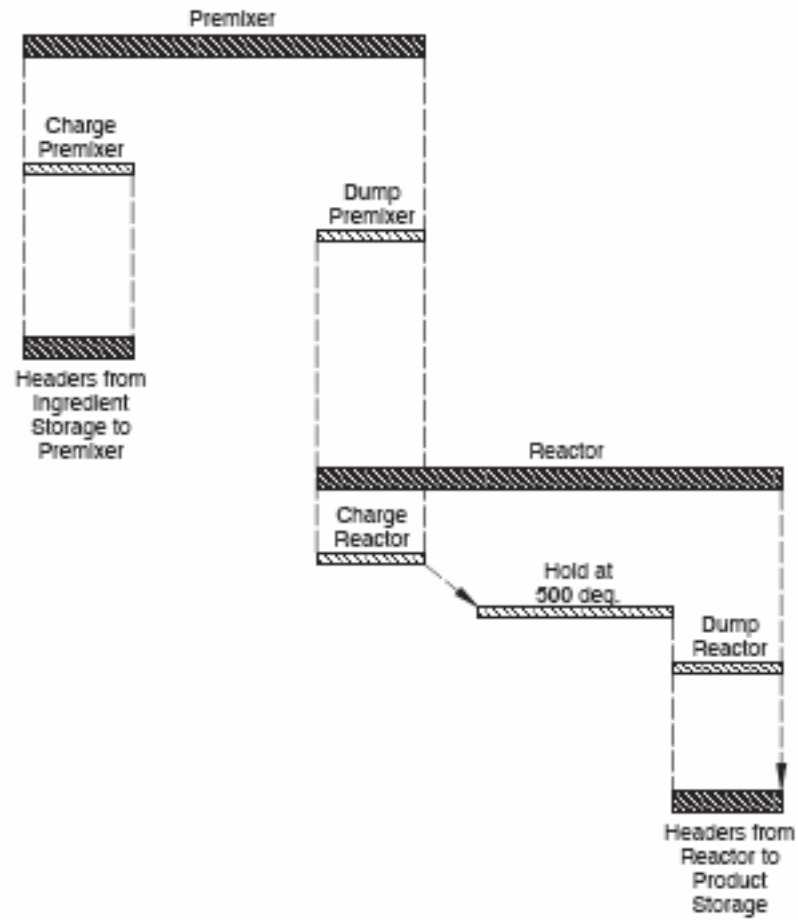 Premixer
Charge
Premixer
Dump
Premixer
Headers from
Ingredient
Storage to
Premixer
Reactor
Charge
Reactor
Hold at
500 deg.
Dump
Reactor
Headers from
Reactor to
Product
Storage